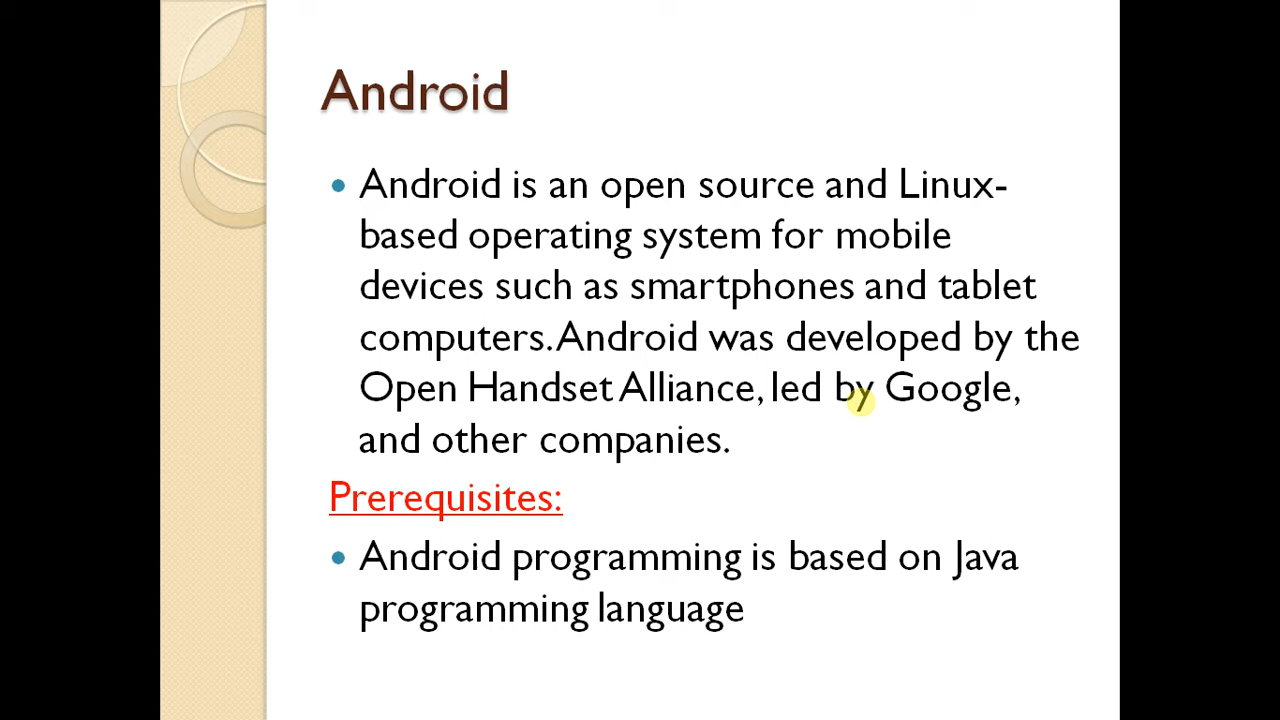 Android
• Android is an open source and Linux-
based operating system for mobile
devices such as smartphones and tablet
computers. Android was developed by the
Open Handset Alliance, led by Google,
and other companies.
Prerequisites:
• Android programming is based on Java
programming language